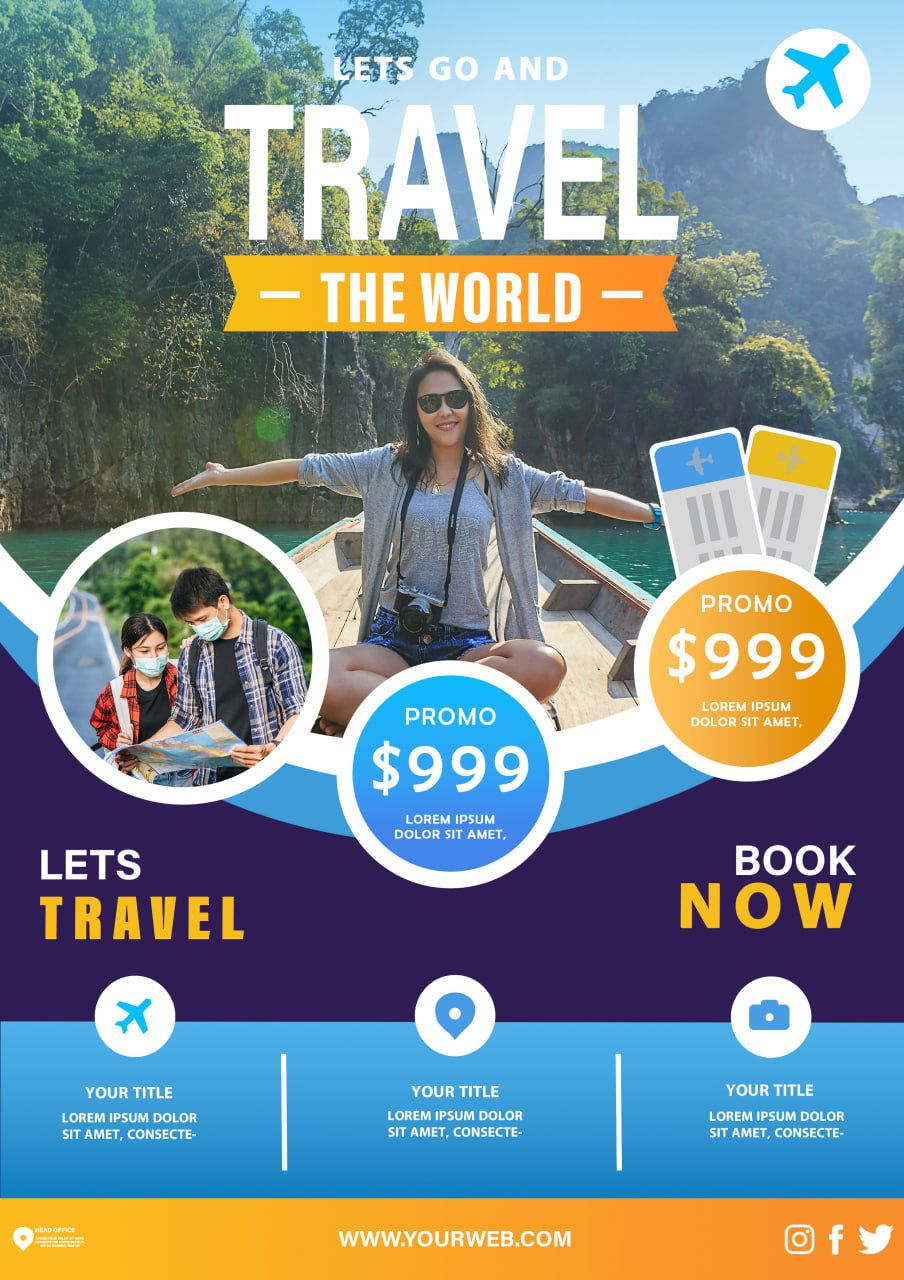 LETS GO AND
TRAVEL
THE WORLD
PROMO
$999
LOREM IPSUM
DOLOR SIT AMET,
PROMO
$999
LOREM IPSUM
DOLOR SIT AMET,
LETS
TRAVEL
BOOK
NOW
YOUR TITLE
LOREM IPSUM DOLOR
SIT AMET, CONSECTE-
YOUR TITLE
LOREM IPSUM DOLOR
SIT AMET, CONSECTE-
YOUR TITLE
LOREM IPSUM DOLOR
SIT AMET, CONSECTE-
HEAD OFFICE
WWW.YOURWEB.COM